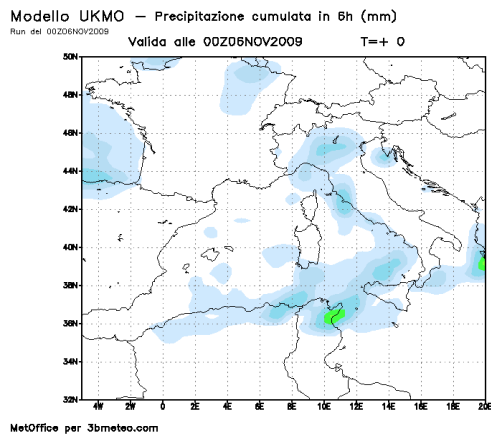 Modello UKMO – Precipitazione cumulata in 6h (mm)
Run del 00Z06NOV2009
Valida alle 00Z06NOV2009 T=+ 0
50N
48N
46N
44N
42N
40N
38N
36N
34N
32N
4W 2W 0 2E 4E 6E 8E 10E 12E 14E 16E 18E 20E
MetOffice per 3bmeteo.com